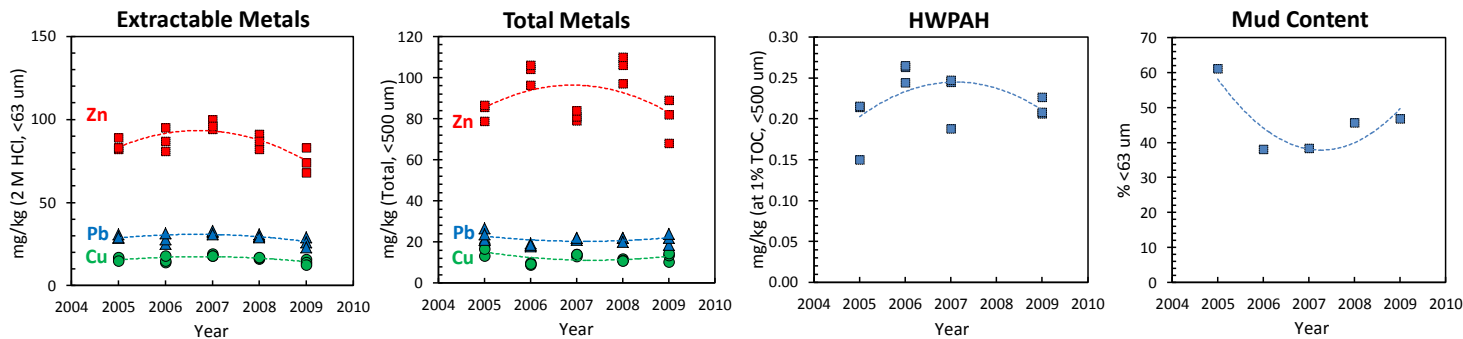 Extractable Metals
mg/kg (2 M HCl, <63 um)
150
100
50
0
Zn
Pb
Cu
2004 2005 2006 2007 2008 2009 2010
Year
Total Metals
mg/kg (Total, <500 um)
120
100
80
60
40
20
0
Zn
Pb
Cu
2004 2005 2006 2007 2008 2009 2010
Year
HWPAH
mg/kg (at 1% TOC, <500 um)
0.30
0.25
0.20
0.15
0.10
0.05
0.00
2004 2005 2006 2007 2008 2009 2010
Year
Mud Content
% <63 um
70
60
50
40
30
20
10
0
2004 2005 2006 2007 2008 2009 2010
Year